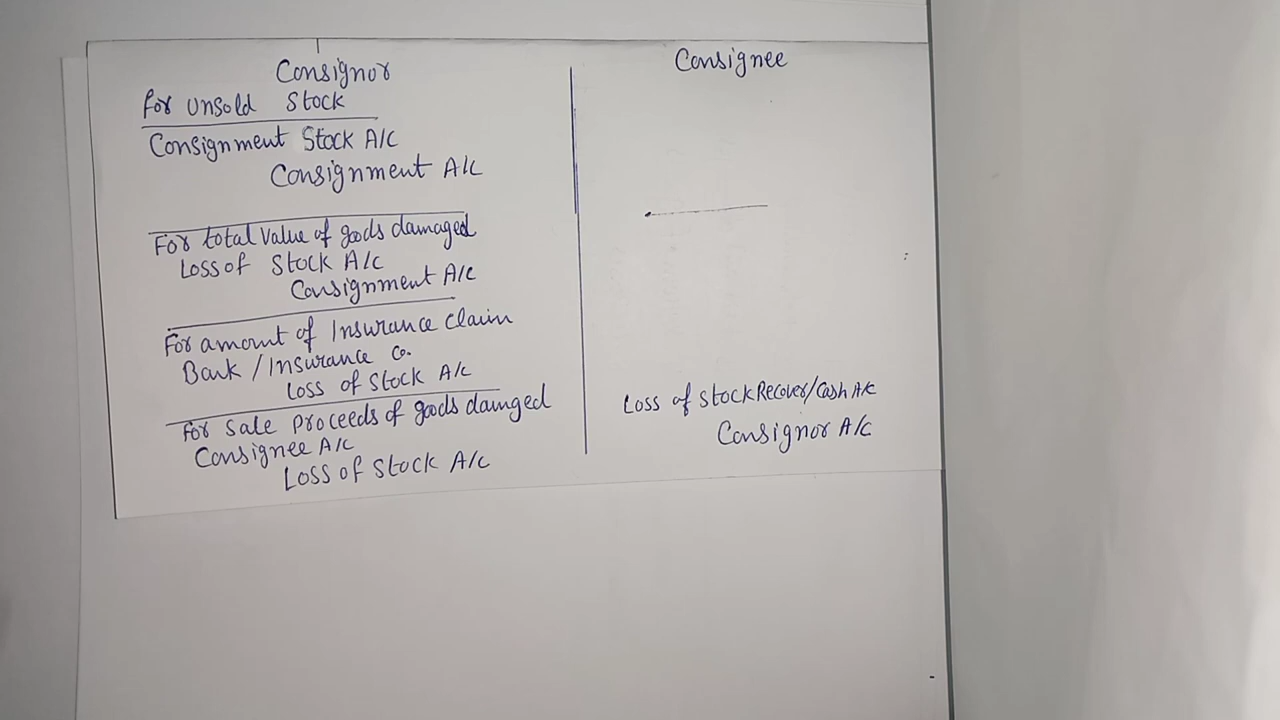 Consignor
for unsold Stock
Consignment Stock A/c
Consignment A/c
For total value of goods damaged
Loss of Stock A/c
Consignment A/c
For amount of Insurance claim
Bank / Insurance Co.
Loss of Stock A/c
For Sale proceeds of goods damged
Consignee A/c
Loss of Stock A/c
Consignee
Loss of stock Recover/Cash A/c
Consignor A/c